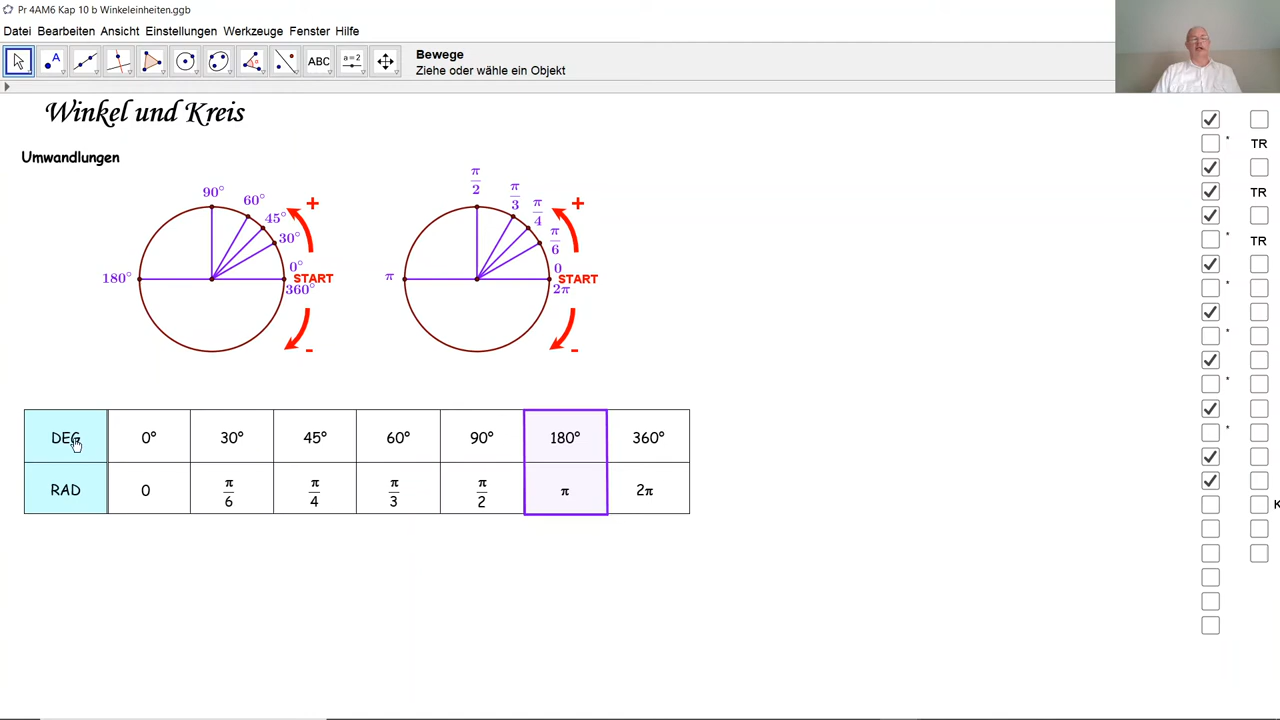 Pr 4AM6 Kap 10 b Winkeleinheiten.ggb
Datei Bearbeiten Ansicht Einstellungen Werkzeuge Fenster Hilfe
A
ABC
a=2
Bewege
Ziehe oder wähle ein Objekt
Winkel und Kreis
Umwandlungen
90°
60°
45°
30°
0°
360°
180°
START
+
-
π/2
π/3
π/4
π/6
0
2π
π
START
+
-
DEG 0° 30° 45° 60° 90° 180° 360°
RAD 0 π/6 π/4 π/3 π/2 π 2π
*
TR
TR
*
TR
*
*
*
*
K